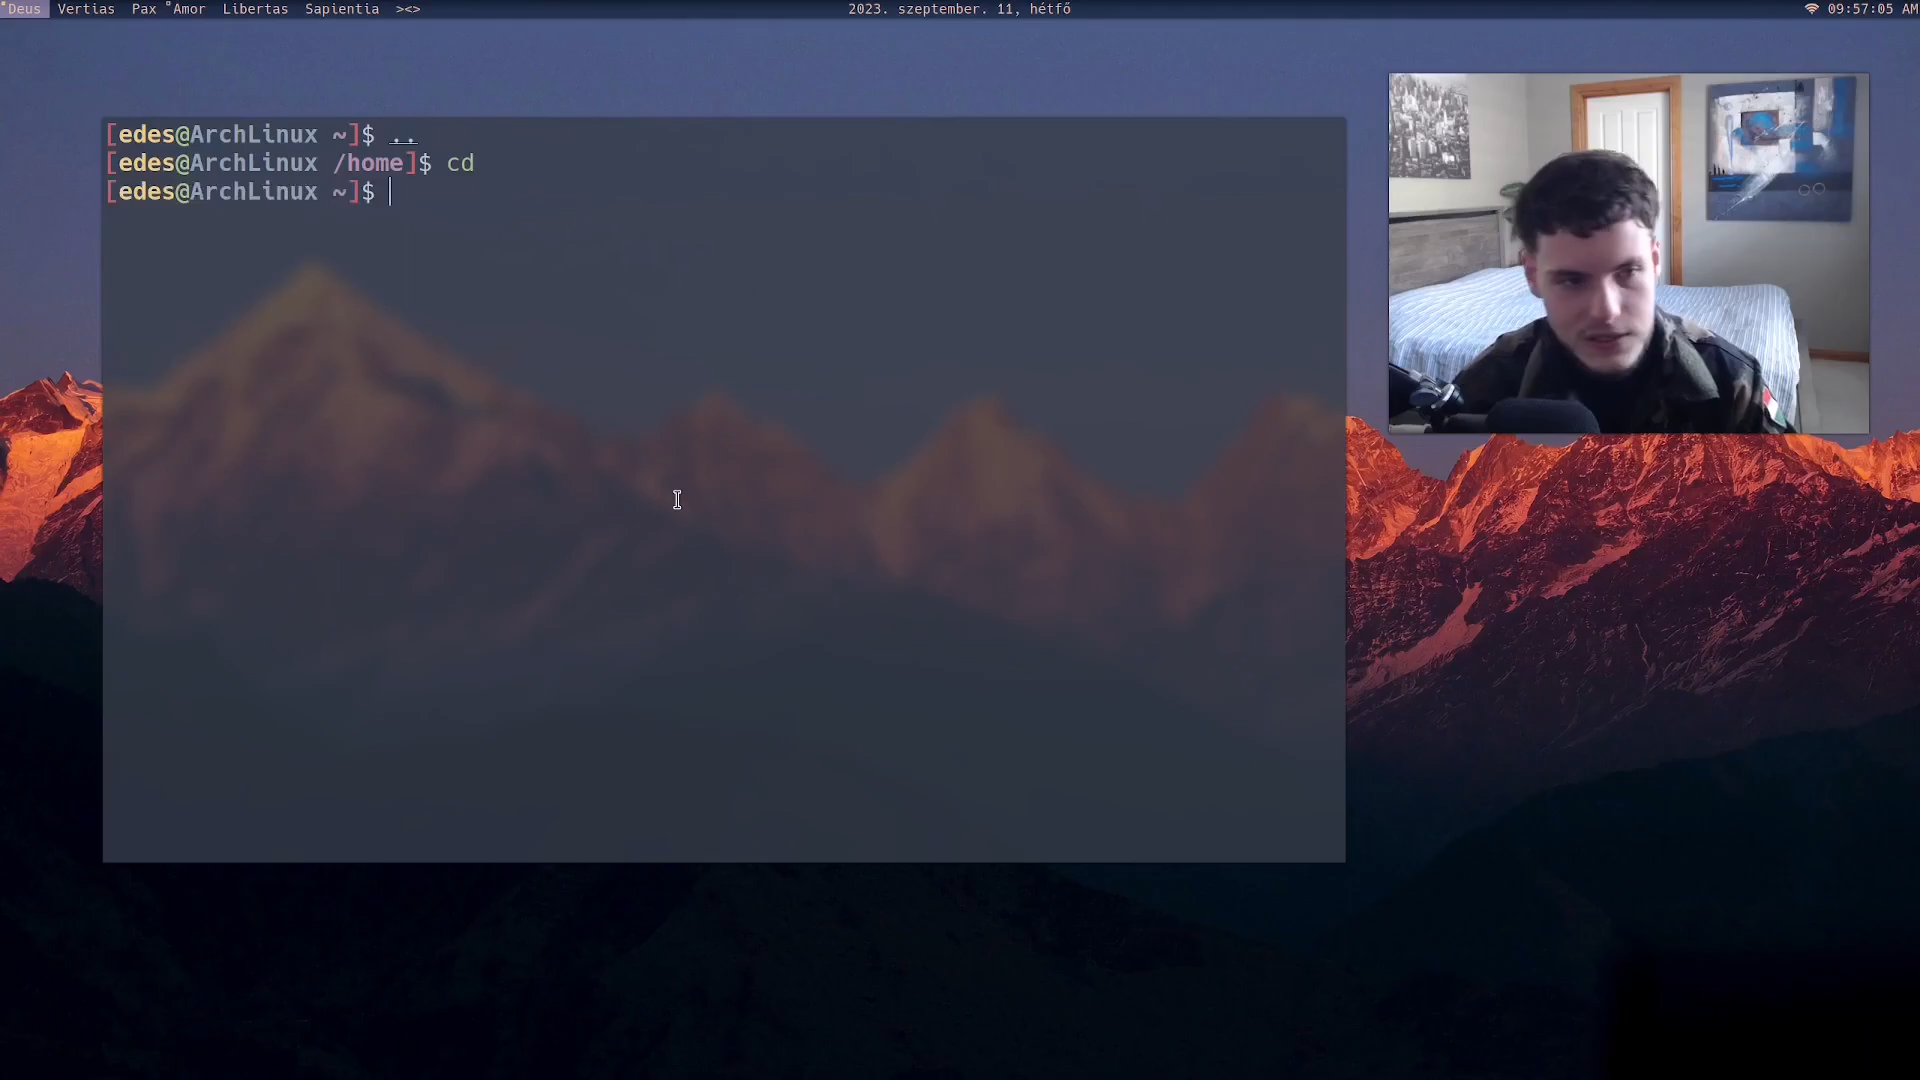 Deus Vertias Pax Amor Libertas Sapientia ><> 2023. szeptember. 11, hétfő 09:57:05 AM
[edes@ArchLinux ~]$ ..
[edes@ArchLinux /home]$ cd
[edes@ArchLinux ~]$